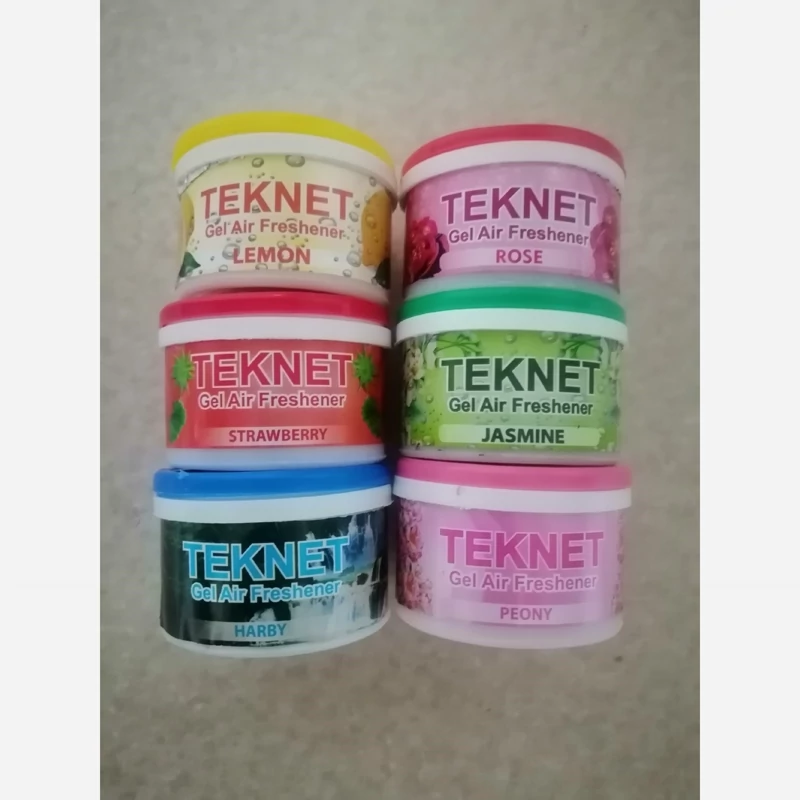 TEKNET
Gel Air Freshener
LEMON
TEKNET
Gel Air Freshener
ROSE
TEKNET
Gel Air Freshener
STRAWBERRY
TEKNET
Gel Air Freshener
JASMINE
TEKNET
Gel Air Freshener
HARBY
TEKNET
Gel Air Freshener
PEONY